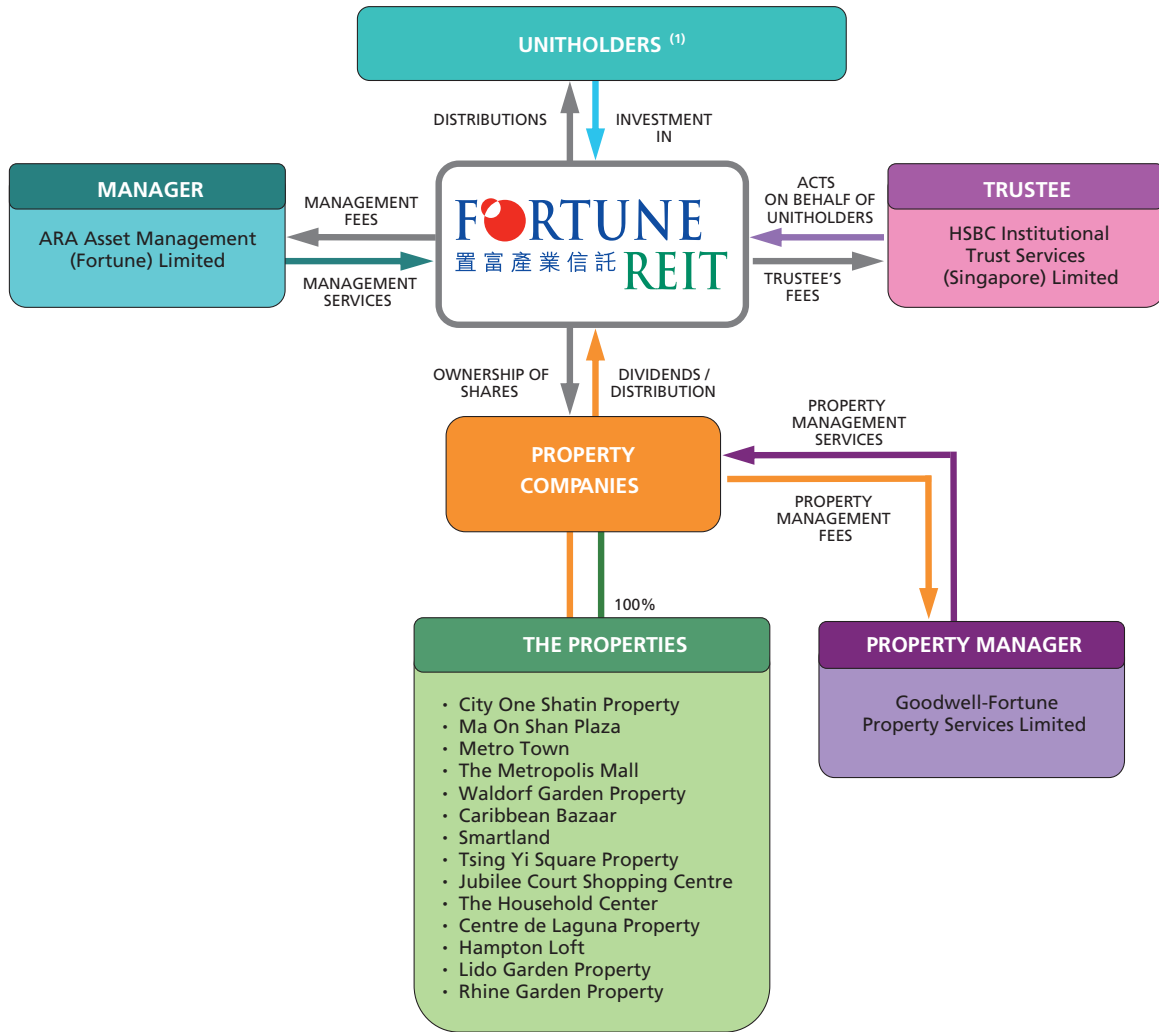 UNITHOLDERS (1)
DISTRIBUTIONS
INVESTMENT
IN
MANAGER
ARA Asset Management
(Fortune) Limited
MANAGEMENT
FEES
MANAGEMENT
SERVICES
FORTUNE
置富產業信託 REIT
ACTS
ON BEHALF OF
UNITHOLDERS
TRUSTEE'S
FEES
TRUSTEE
HSBC Institutional
Trust Services
(Singapore) Limited
OWNERSHIP OF
SHARES
DIVIDENDS /
DISTRIBUTION
PROPERTY
COMPANIES
PROPERTY
MANAGEMENT
SERVICES
PROPERTY
MANAGEMENT
FEES
100%
THE PROPERTIES
• City One Shatin Property
• Ma On Shan Plaza
• Metro Town
• The Metropolis Mall
• Waldorf Garden Property
• Caribbean Bazaar
• Smartland
• Tsing Yi Square Property
• Jubilee Court Shopping Centre
• The Household Center
• Centre de Laguna Property
• Hampton Loft
• Lido Garden Property
• Rhine Garden Property
PROPERTY MANAGER
Goodwell-Fortune
Property Services Limited